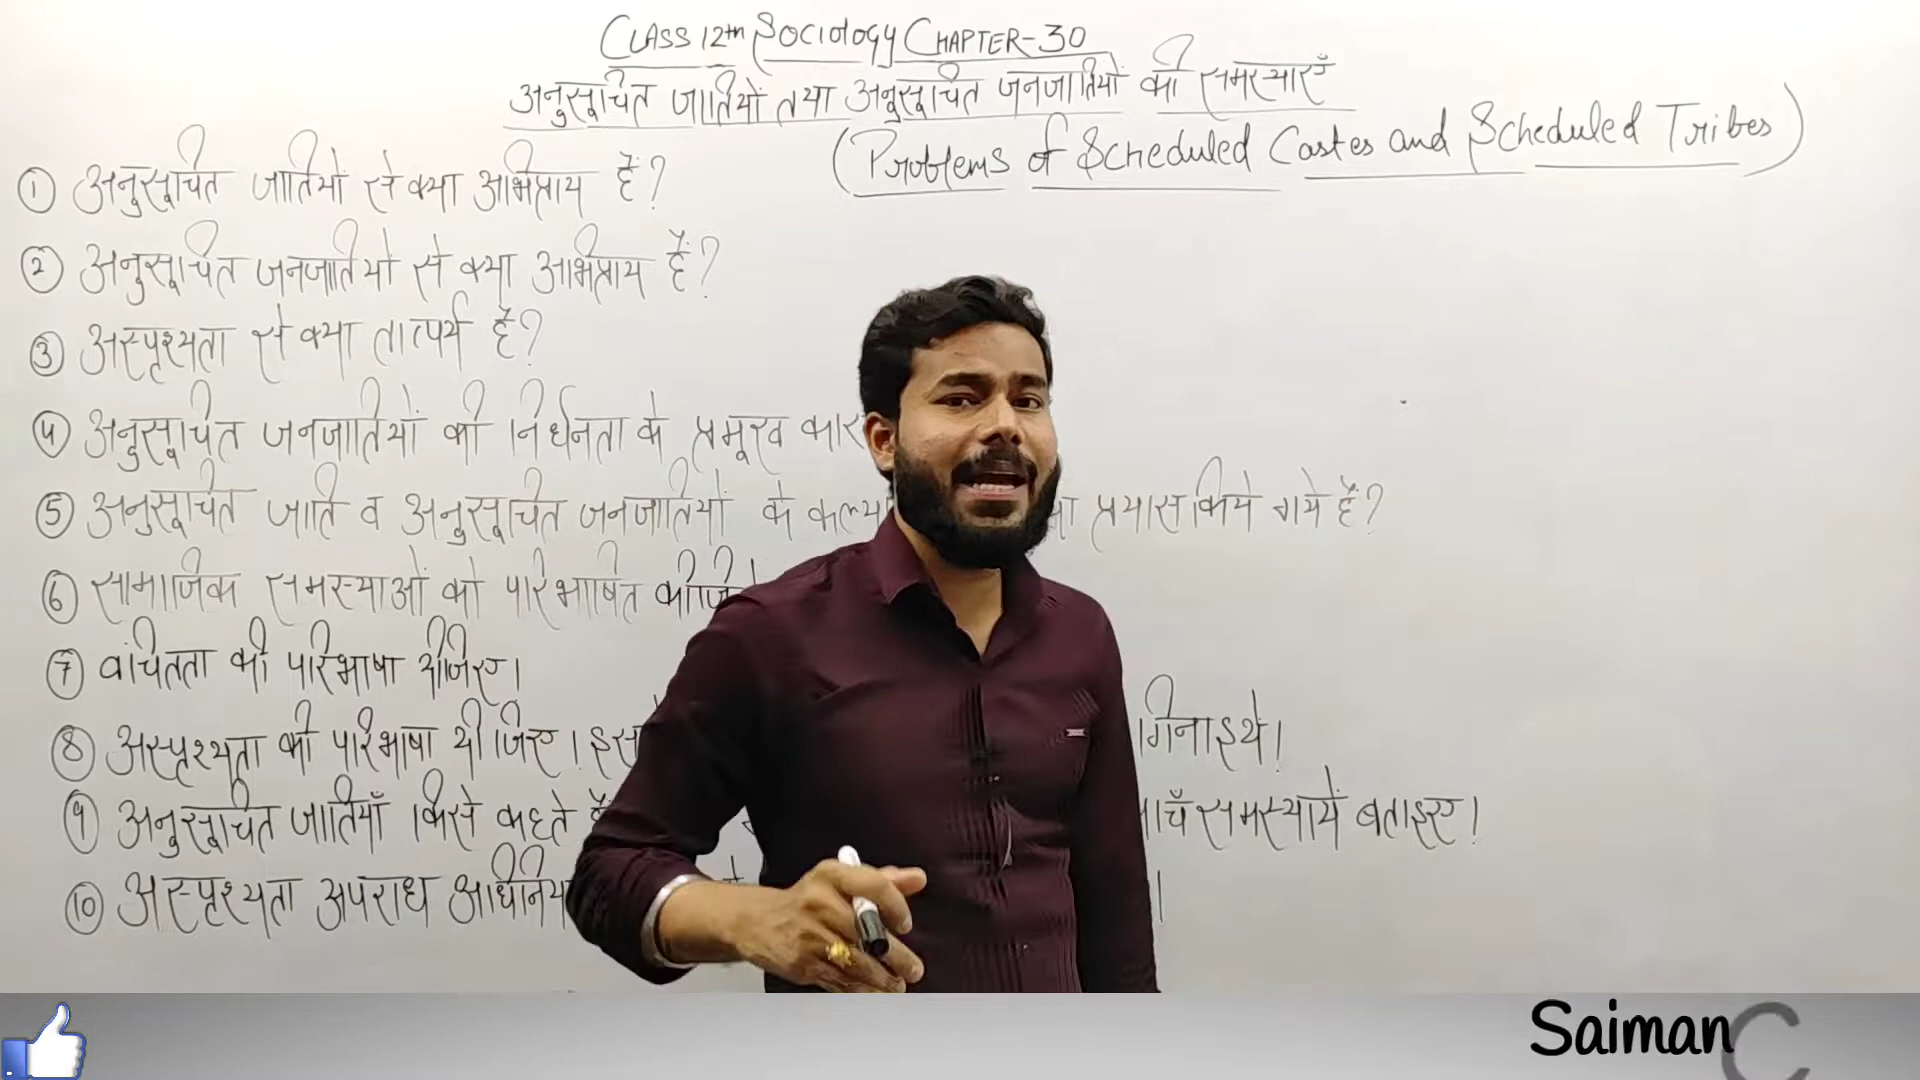 CLASS 12th SOCIOLOGY CHAPTER-30
अनुसूचित जातियों तथा अनुसूचित जनजातियों की समस्याएँ
(Problems of Scheduled Castes and Scheduled Tribes)
① अनुसूचित जातियों से क्या अभिप्राय है?
② अनुसूचित जनजातियों से क्या अभिप्राय है?
③ अस्पृश्यता से क्या तात्पर्य है?
④ अनुसूचित जनजातियों की निर्धनता के प्रमुख
⑤ अनुसूचित जाति व अनुसूचित जनजातियों के प्रयास किये गये हैं?
⑥ सामाजिक समस्याओं को परिभाषित
⑦ वंचितता की परिभाषा दीजिए।
⑧ अस्पृश्यता की परिभाषा दीजिए। गिनाइये।
⑨ अनुसूचित जातियाँ किसे कहते समस्यायें बताइए।
⑩ अस्पृश्यता अपराध
Saiman